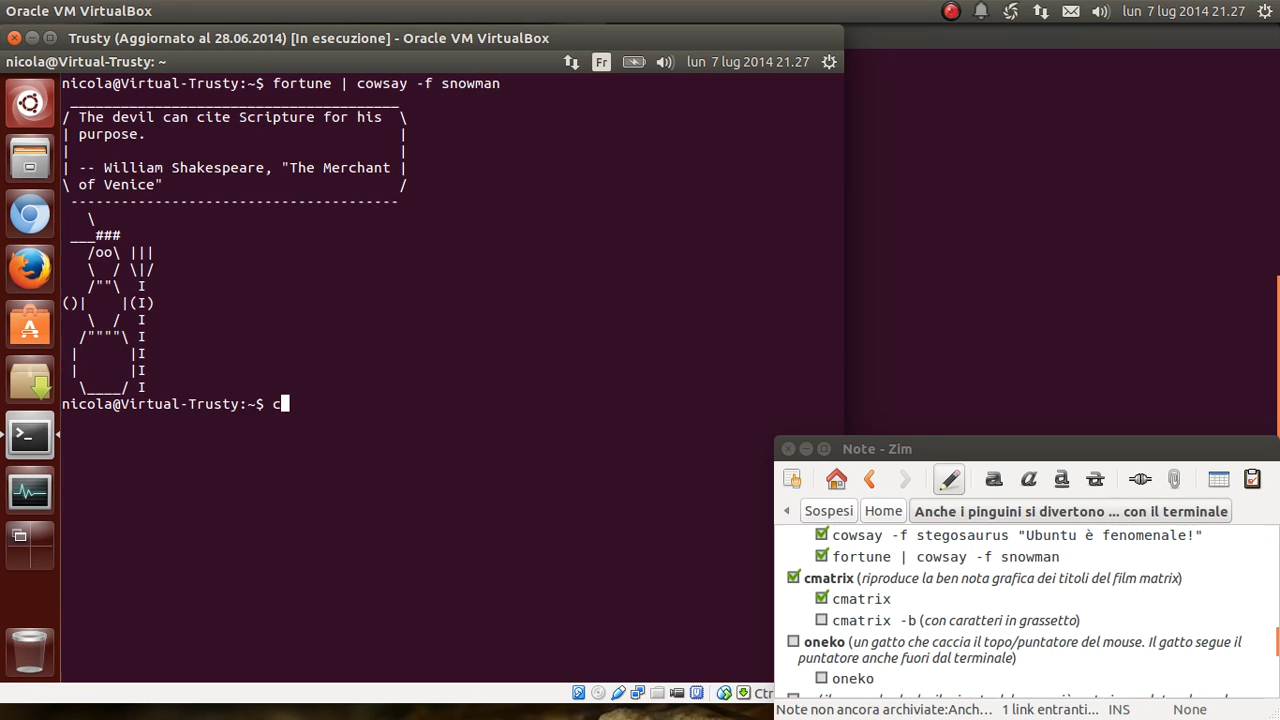 Oracle VM VirtualBox
lun 7 lug 2014 21.27
Trusty (Aggiornato al 28.06.2014) [In esecuzione] - Oracle VM VirtualBox
nicola@Virtual-Trusty: ~
Fr
lun 7 lug 2014 21.27
nicola@Virtual-Trusty:~$ fortune | cowsay -f snowman
 _______________________________________
/ The devil can cite Scripture for his  \
| purpose.                              |
|                                       |
| -- William Shakespeare, "The Merchant |
\ of Venice"                            /
 ---------------------------------------
   \
 ___###
   /oo\ |||
   \  / \|/
   /""\  I
()|    |(I)
   \  /  I
  /""""\ I
 |      |I
 |      |I
  \____/ I
nicola@Virtual-Trusty:~$ c
Ctrl
Note - Zim
Sospesi
Home
Anche i pinguini si divertono ... con il terminale
cowsay -f stegosaurus "Ubuntu è fenomenale!"
fortune | cowsay -f snowman
cmatrix (riproduce la ben nota grafica dei titoli del film matrix)
cmatrix
cmatrix -b (con caratteri in grassetto)
oneko (un gatto che caccia il topo/puntatore del mouse. Il gatto segue il
puntatore anche fuori dal terminale)
oneko
Note non ancora archiviate:Anch...
1 link entranti...
INS
None